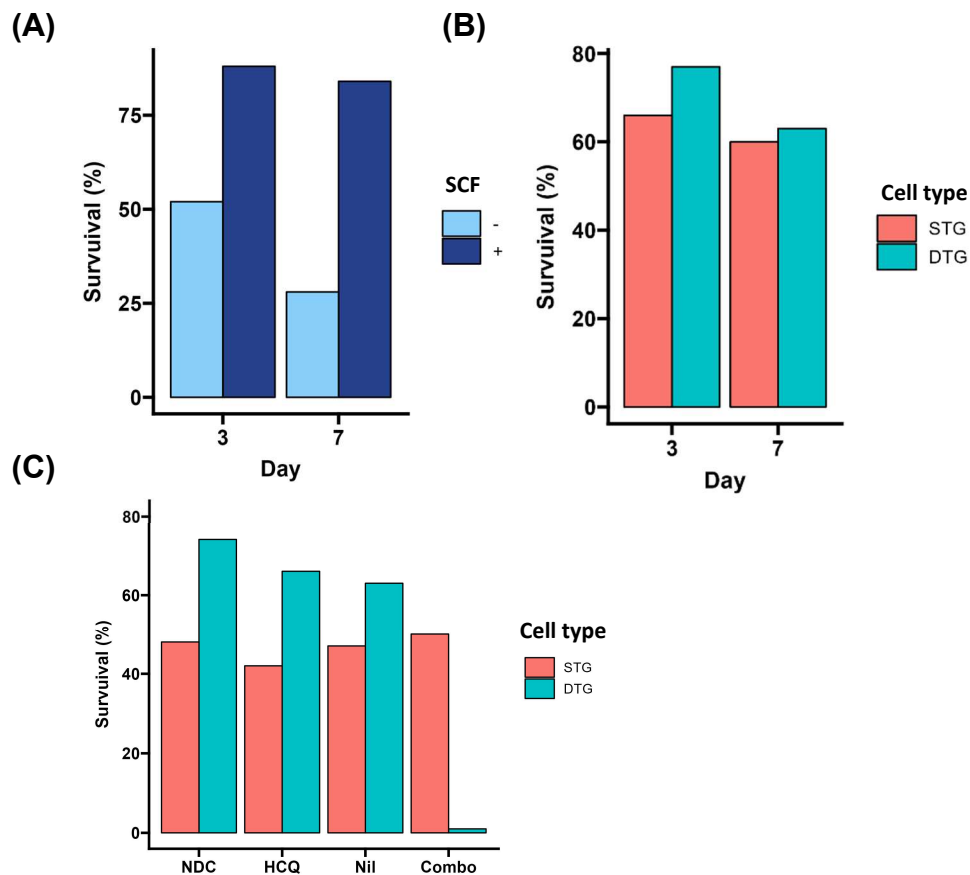 (A)
75
50
25
0
Survuival (%)
3
7
Day
SCF
-
+
(B)
80
60
40
20
0
Survuival (%)
3
7
Day
Cell type
STG
DTG
(C)
80
60
40
20
0
Survuival (%)
NDC
HCQ
Nil
Combo
Cell type
STG
DTG